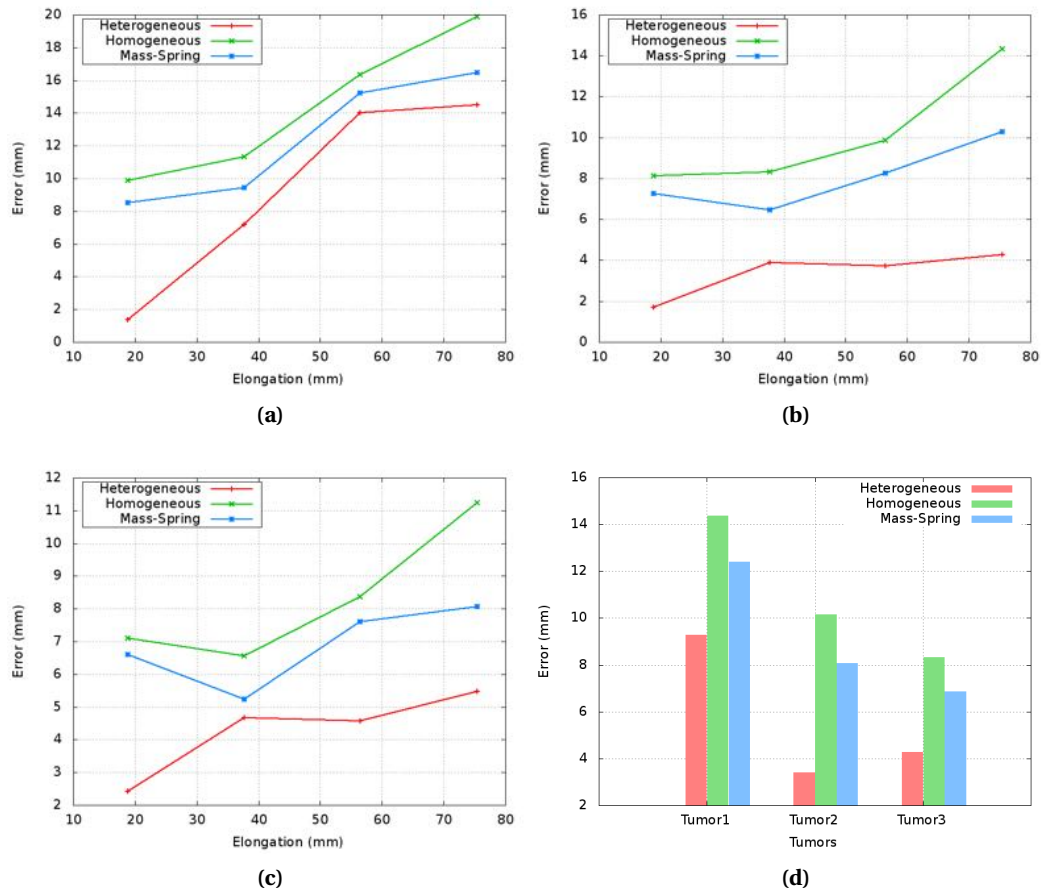 Heterogeneous
Homogeneous
Mass-Spring
Error (mm)
20
18
16
14
12
10
8
6
4
2
0
10 20 30 40 50 60 70 80
Elongation (mm)
(a)
Heterogeneous
Homogeneous
Mass-Spring
Error (mm)
16
14
12
10
8
6
4
2
0
10 20 30 40 50 60 70 80
Elongation (mm)
(b)
Heterogeneous
Homogeneous
Mass-Spring
Error (mm)
12
11
10
9
8
7
6
5
4
3
2
10 20 30 40 50 60 70 80
Elongation (mm)
(c)
Heterogeneous
Homogeneous
Mass-Spring
Error (mm)
16
14
12
10
8
6
4
2
Tumor1 Tumor2 Tumor3
Tumors
(d)